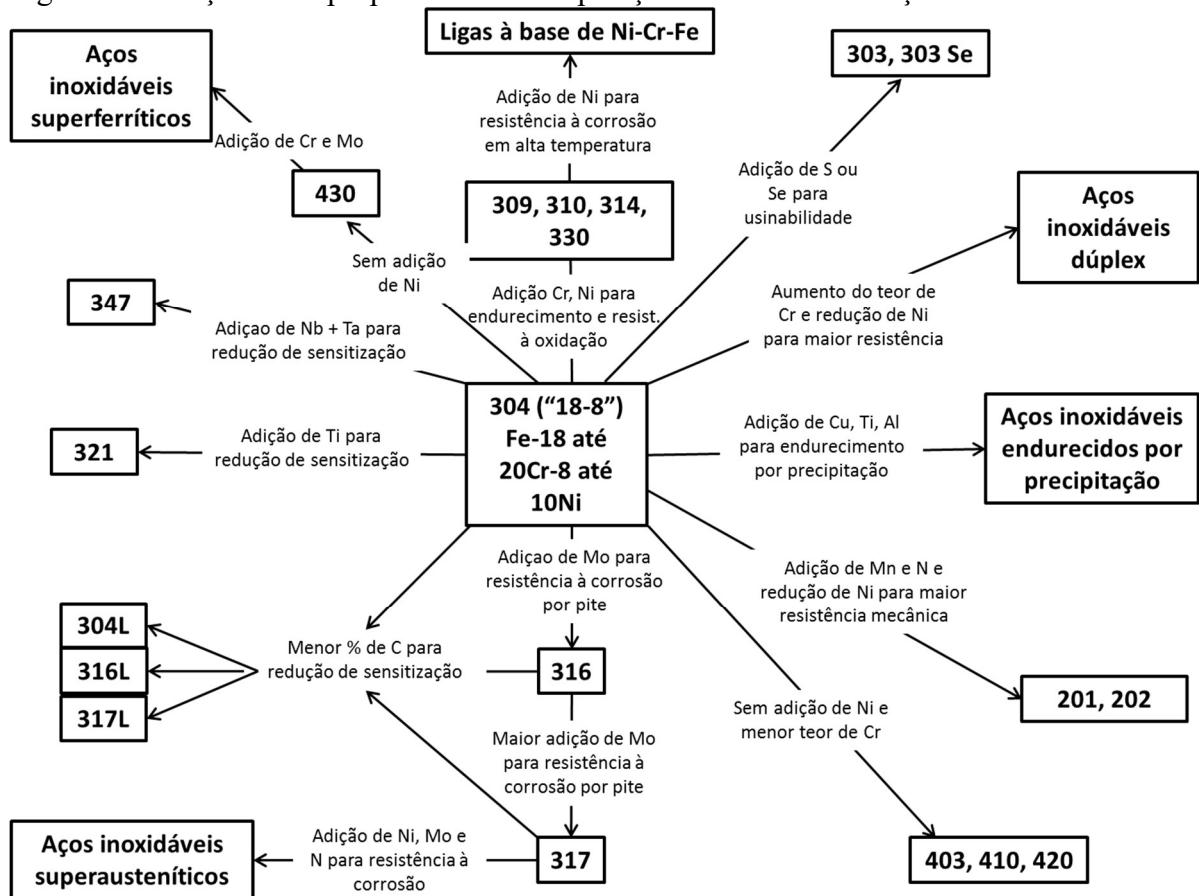 Ligas à base de Ni-Cr-Fe
Aços
inoxidáveis
superferríticos
303, 303 Se
Adição de Ni para
resistência à corrosão
em alta temperatura
Adição de Cr e Mo
430
309, 310, 314,
330
Adição de S ou
Se para
usinabilidade
Aços
inoxidáveis
dúplex
Sem adição
de Ni
347
Adiçao de Nb + Ta para
redução de sensitização
Adição Cr, Ni para
endurecimento e resist.
à oxidação
Aumento do teor de
Cr e redução de Ni
para maior resistência
304 (“18-8”)
Fe-18 até
20Cr-8 até
10Ni
321
Adição de Ti para
redução de sensitização
Adição de Cu, Ti, Al
para endurecimento
por precipitação
Aços inoxidáveis
endurecidos por
precipitação
Adiçao de Mo para
resistência à corrosão
por pite
Adição de Mn e N e
redução de Ni para maior
resistência mecânica
304L
316L
317L
Menor % de C para
redução de sensitização
316
201, 202
Sem adição de Ni e
menor teor de Cr
Maior adição de Mo
para resistência à
corrosão por pite
Aços inoxidáveis
superausteníticos
Adição de Ni, Mo e
N para resistência à
corrosão
317
403, 410, 420